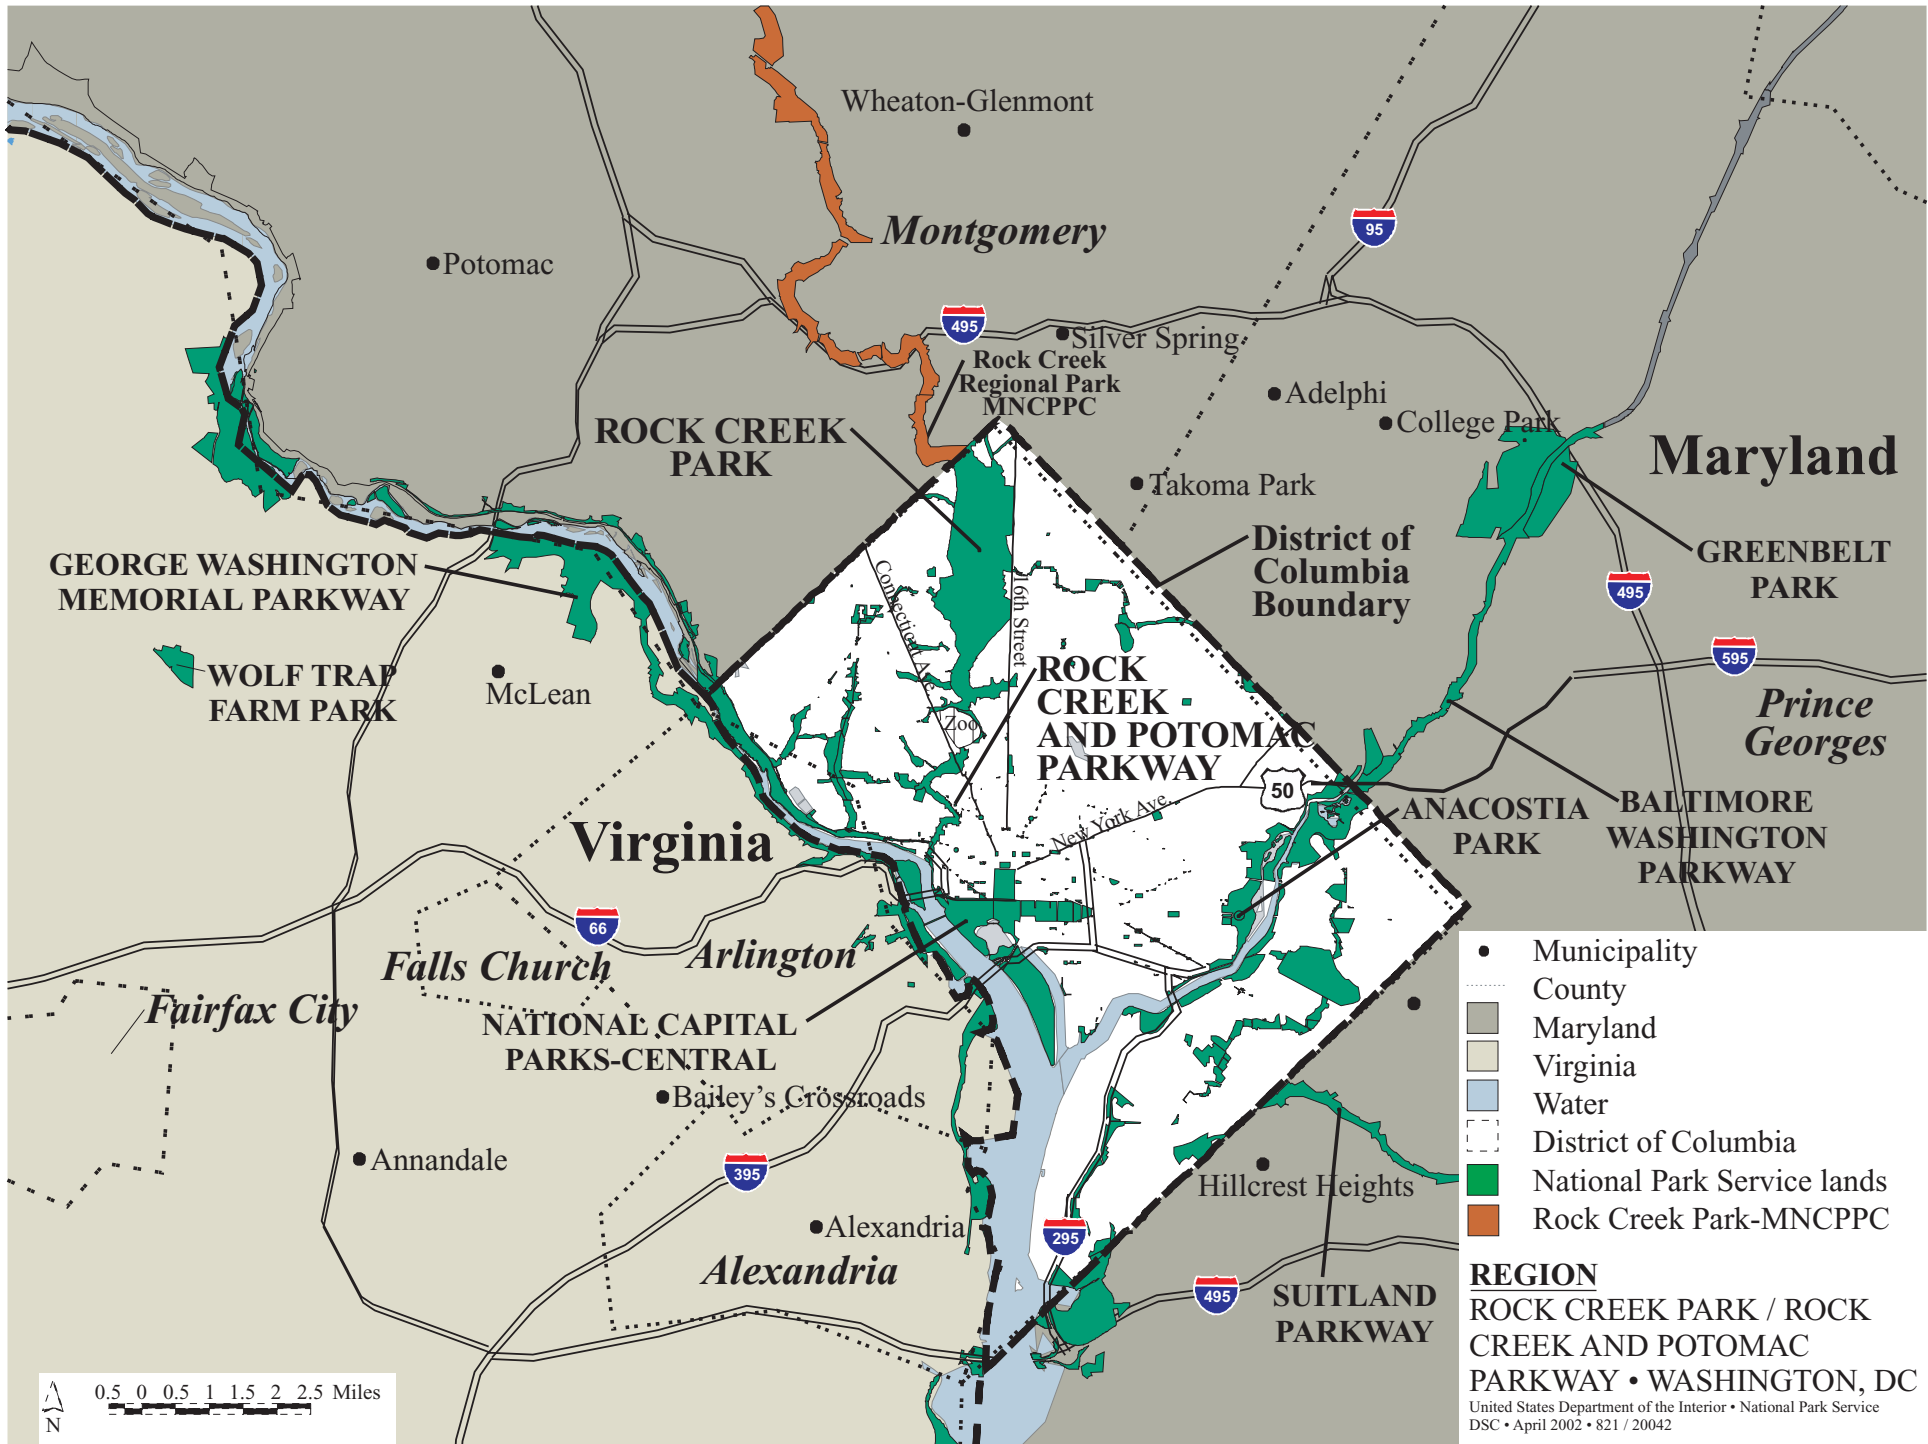 Wheaton-Glenmont
Montgomery
95
Potomac
495
Silver Spring
Rock Creek
Regional Park
MNCPPC
Adelphi
College Park
ROCK CREEK
PARK
Maryland
Takoma Park
District of
Columbia
Boundary
GREENBELT
PARK
GEORGE WASHINGTON
MEMORIAL PARKWAY
Connecticut Ave.
16th Street
495
WOLF TRAP
FARM PARK
McLean
595
ROCK
CREEK
AND POTOMAC
PARKWAY
Zoo
Prince
Georges
50
New York Ave.
ANACOSTIA
PARK
BALTIMORE
WASHINGTON
PARKWAY
Virginia
66
Falls Church
Arlington
Fairfax City
NATIONAL CAPITAL
PARKS-CENTRAL
Bailey's Crossroads
Annandale
395
Hillcrest Heights
Alexandria
295
Alexandria
495
SUITLAND
PARKWAY
Municipality
County
Maryland
Virginia
Water
District of Columbia
National Park Service lands
Rock Creek Park-MNCPPC
REGION
ROCK CREEK PARK / ROCK
CREEK AND POTOMAC
PARKWAY • WASHINGTON, DC
United States Department of the Interior • National Park Service
DSC • April 2002 • 821 / 20042
0.5 0 0.5 1 1.5 2 2.5 Miles
N